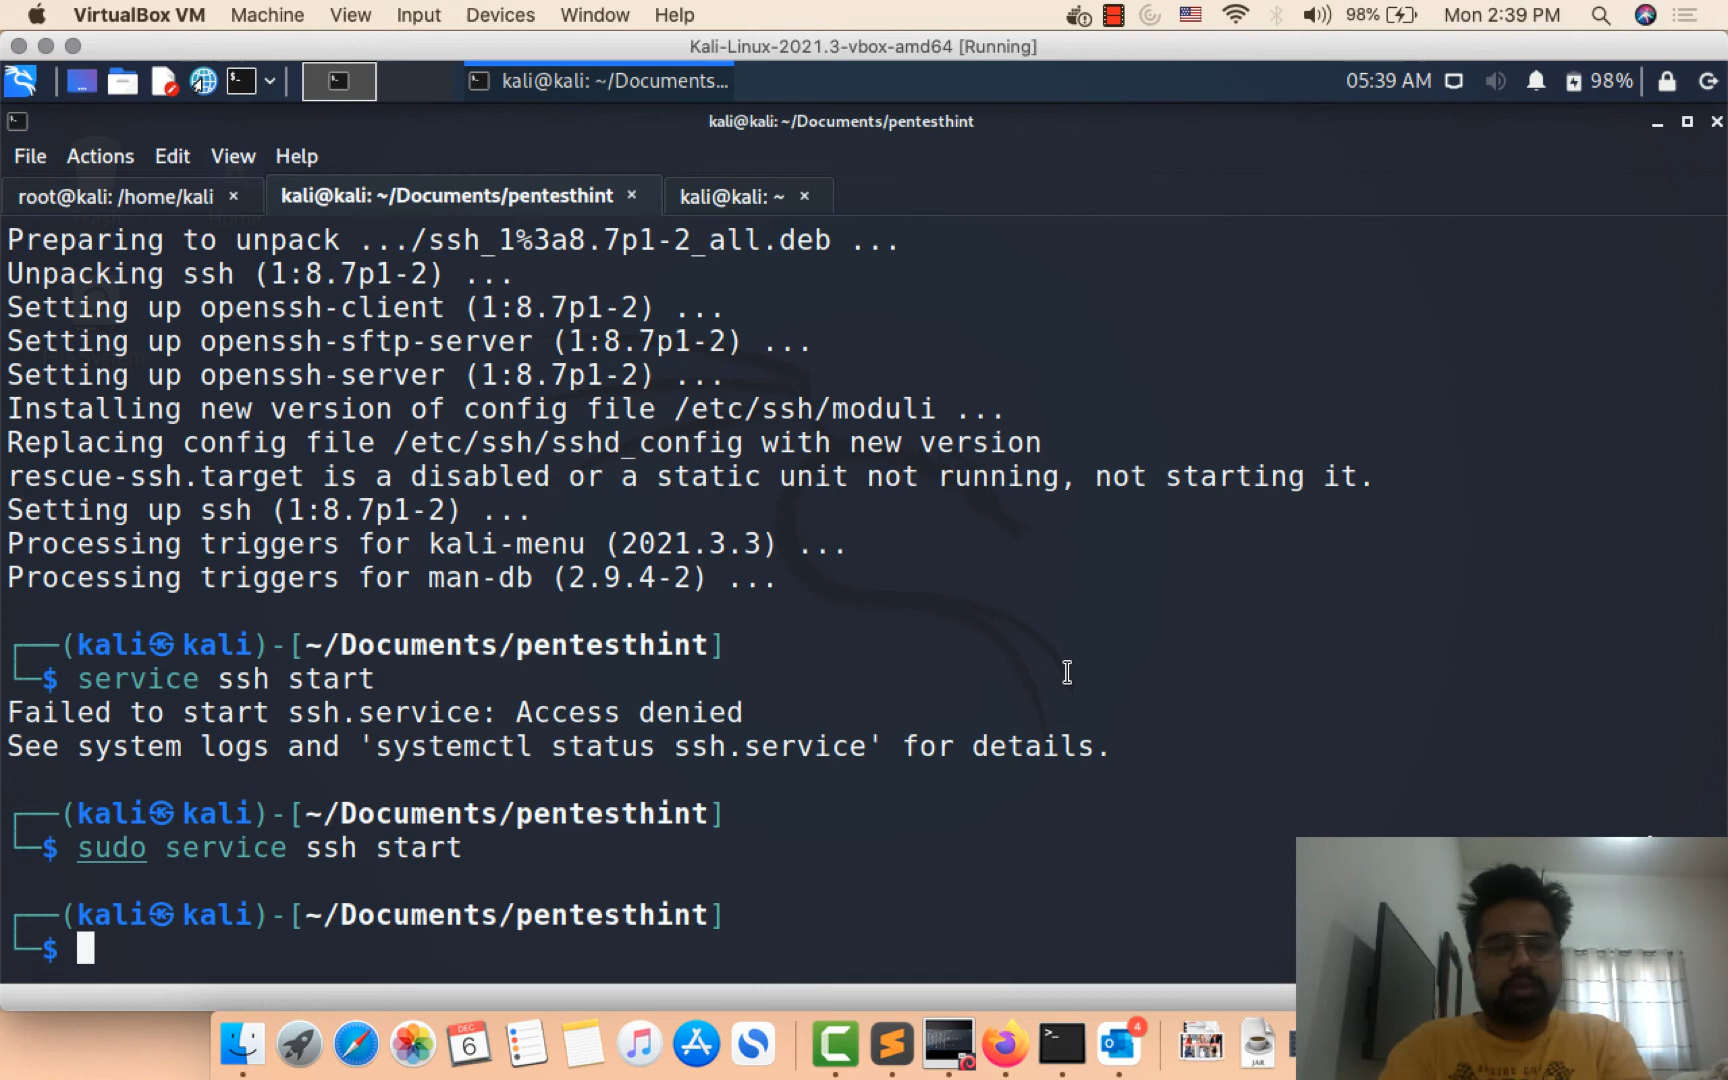 VirtualBox VM Machine View Input Devices Window Help 98% Mon 2:39 PM
Kali-Linux-2021.3-vbox-amd64 [Running]
kali@kali: ~/Documents... 05:39 AM 98%
kali@kali: ~/Documents/pentesthint
File Actions Edit View Help
root@kali: /home/kali × kali@kali: ~/Documents/pentesthint × kali@kali: ~ ×
Preparing to unpack .../ssh_1%3a8.7p1-2_all.deb ...
Unpacking ssh (1:8.7p1-2) ...
Setting up openssh-client (1:8.7p1-2) ...
Setting up openssh-sftp-server (1:8.7p1-2) ...
Setting up openssh-server (1:8.7p1-2) ...
Installing new version of config file /etc/ssh/moduli ...
Replacing config file /etc/ssh/sshd_config with new version
rescue-ssh.target is a disabled or a static unit not running, not starting it.
Setting up ssh (1:8.7p1-2) ...
Processing triggers for kali-menu (2021.3.3) ...
Processing triggers for man-db (2.9.4-2) ...
┌──(kali㉿kali)-[~/Documents/pentesthint]
└─$ service ssh start
Failed to start ssh.service: Access denied
See system logs and 'systemctl status ssh.service' for details.
┌──(kali㉿kali)-[~/Documents/pentesthint]
└─$ sudo service ssh start
┌──(kali㉿kali)-[~/Documents/pentesthint]
└─$
DEC
6
4
JAR